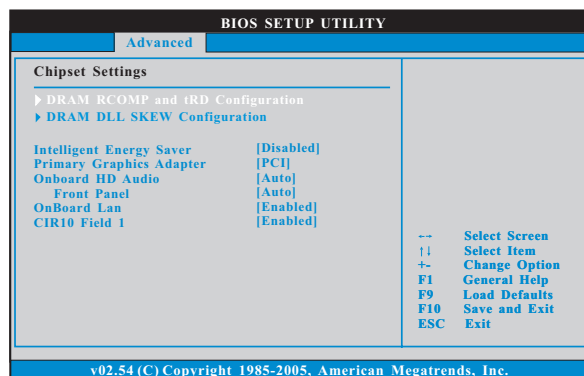 BIOS SETUP UTILITY
Advanced
Chipset Settings
DRAM RCOMP and tRD Configuration
DRAM DLL SKEW Configuration
Intelligent Energy Saver [Disabled]
Primary Graphics Adapter [PCI]
Onboard HD Audio [Auto]
Front Panel [Auto]
OnBoard Lan [Enabled]
CIR10 Field 1 [Enabled]
←→ Select Screen
↑↓ Select Item
+- Change Option
F1 General Help
F9 Load Defaults
F10 Save and Exit
ESC Exit
v02.54 (C) Copyright 1985-2005, American Megatrends, Inc.